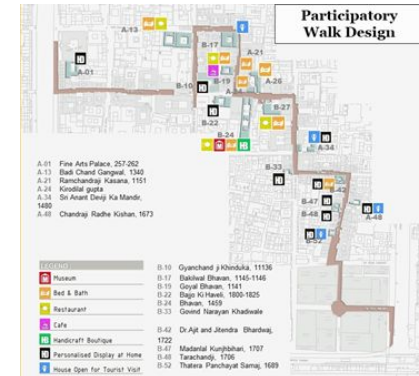 Participatory
Walk Design
A-13
B-17
A-21
A-01
B-10
B-19
A-24
A-26
B-22
B-27
B-24
A-34
B-33
B-42
B-47
B-48
A-48
B-52
A-01 Fine Arts Palace, 257-262
A-13 Badi Chand Gangwal, 1340
A-21 Ramchandraji Kasana, 1151
A-24 Kirodilal gupta
A-34 Sri Anant Deviji Ka Mandir,
1480
A-48 Chandraji Radhe Kishan, 1673
LEGEND
Museum
Bed & Bath
Restaurant
Cafe
Handicraft Boutique
Personalised Display at Home
House Open for Tourist Visit
B-10 Gyanchand ji Khinduka, 11136
B-17 Bakliwal Bhavan, 1145-1146
B-19 Goyal Bhavan, 1141
B-22 Bajjo Ki Haveli, 1800-1825
B-24 Bhavan, 1459
B-33 Govind Narayan Khadiwale
B-42 Dr.Ajit and Jitendra Bhardwaj,
1722
B-47 Madanlal Kunjbihari, 1707
B-48 Tarachandji, 1706
B-52 Thatera Panchayat Samaj, 1689